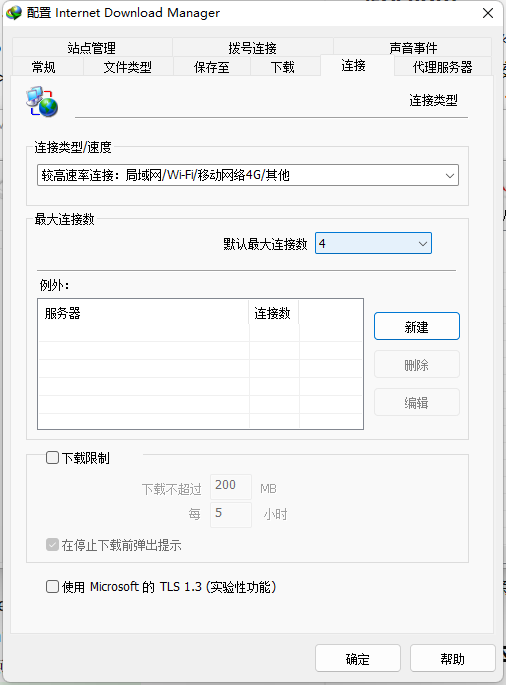 配置 Internet Download Manager
站点管理 拨号连接 声音事件
常规 文件类型 保存至 下载 连接 代理服务器
连接类型
连接类型/速度
较高速率连接：局域网/Wi-Fi/移动网络4G/其他
最大连接数
默认最大连接数 4
例外：
服务器 连接数
新建
删除
编辑
下载限制
下载不超过 200 MB
每 5 小时
在停止下载前弹出提示
使用 Microsoft 的 TLS 1.3 (实验性功能)
确定 帮助